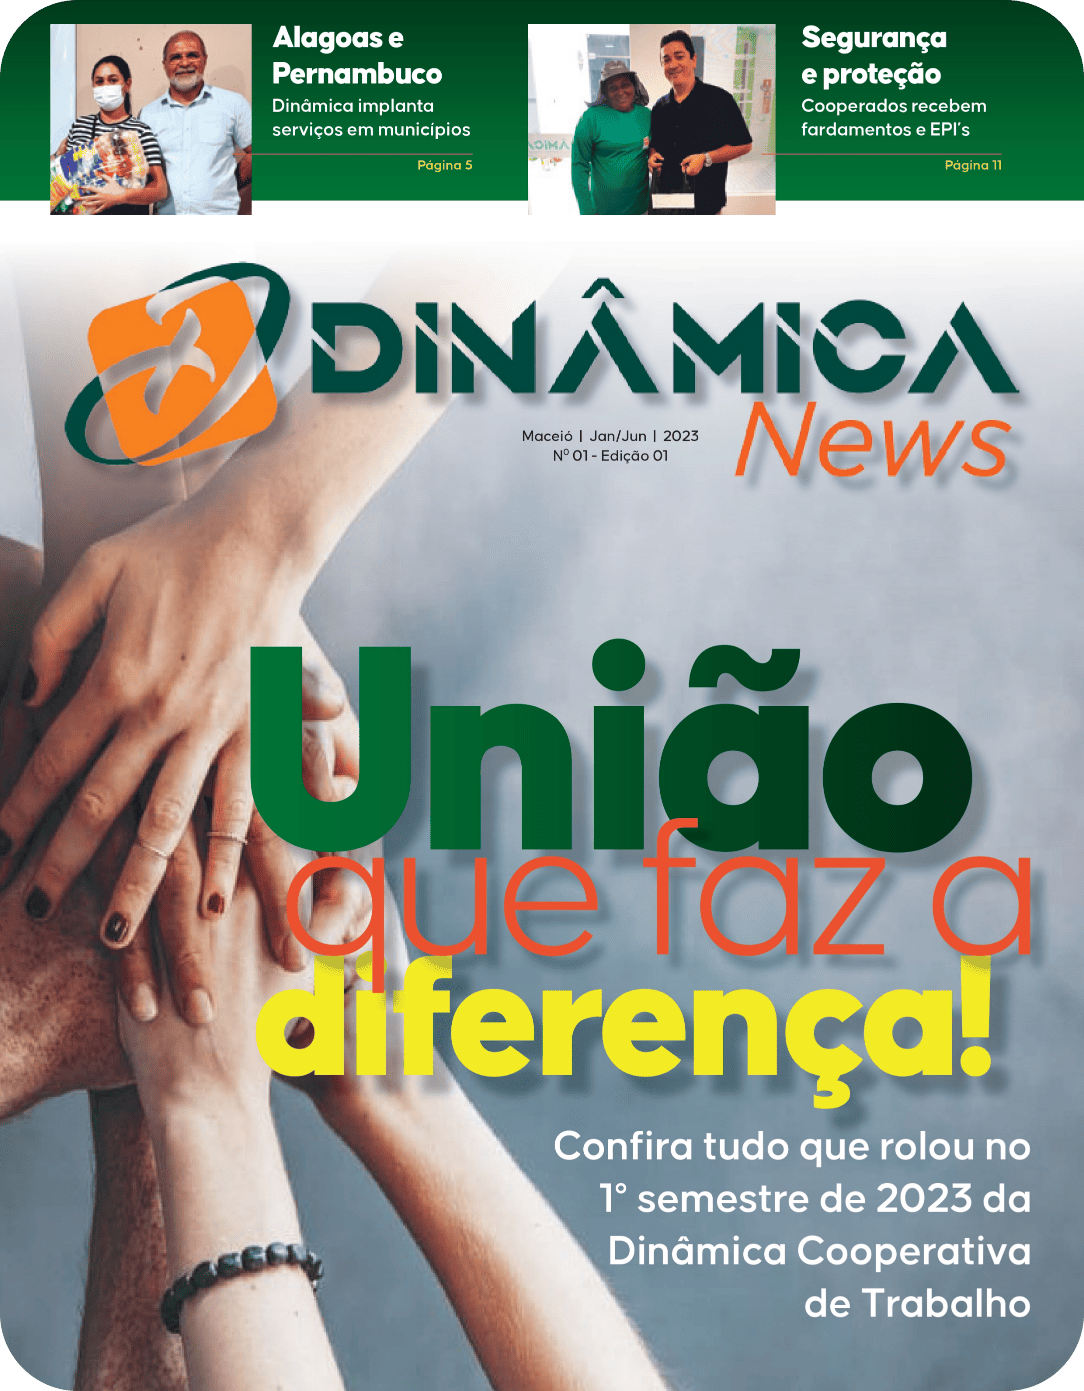 Alagoas e
Pernambuco
Dinâmica implanta
serviços em municípios
Página 5
Segurança
e proteção
Cooperados recebem
fardamentos e EPI's
Página 11
DINÂMICA
News
Maceió | Jan/Jun | 2023
Nº 01 - Edição 01
União
que faz a
diferença!
Confira tudo que rolou no
1° semestre de 2023 da
Dinâmica Cooperativa
de Trabalho